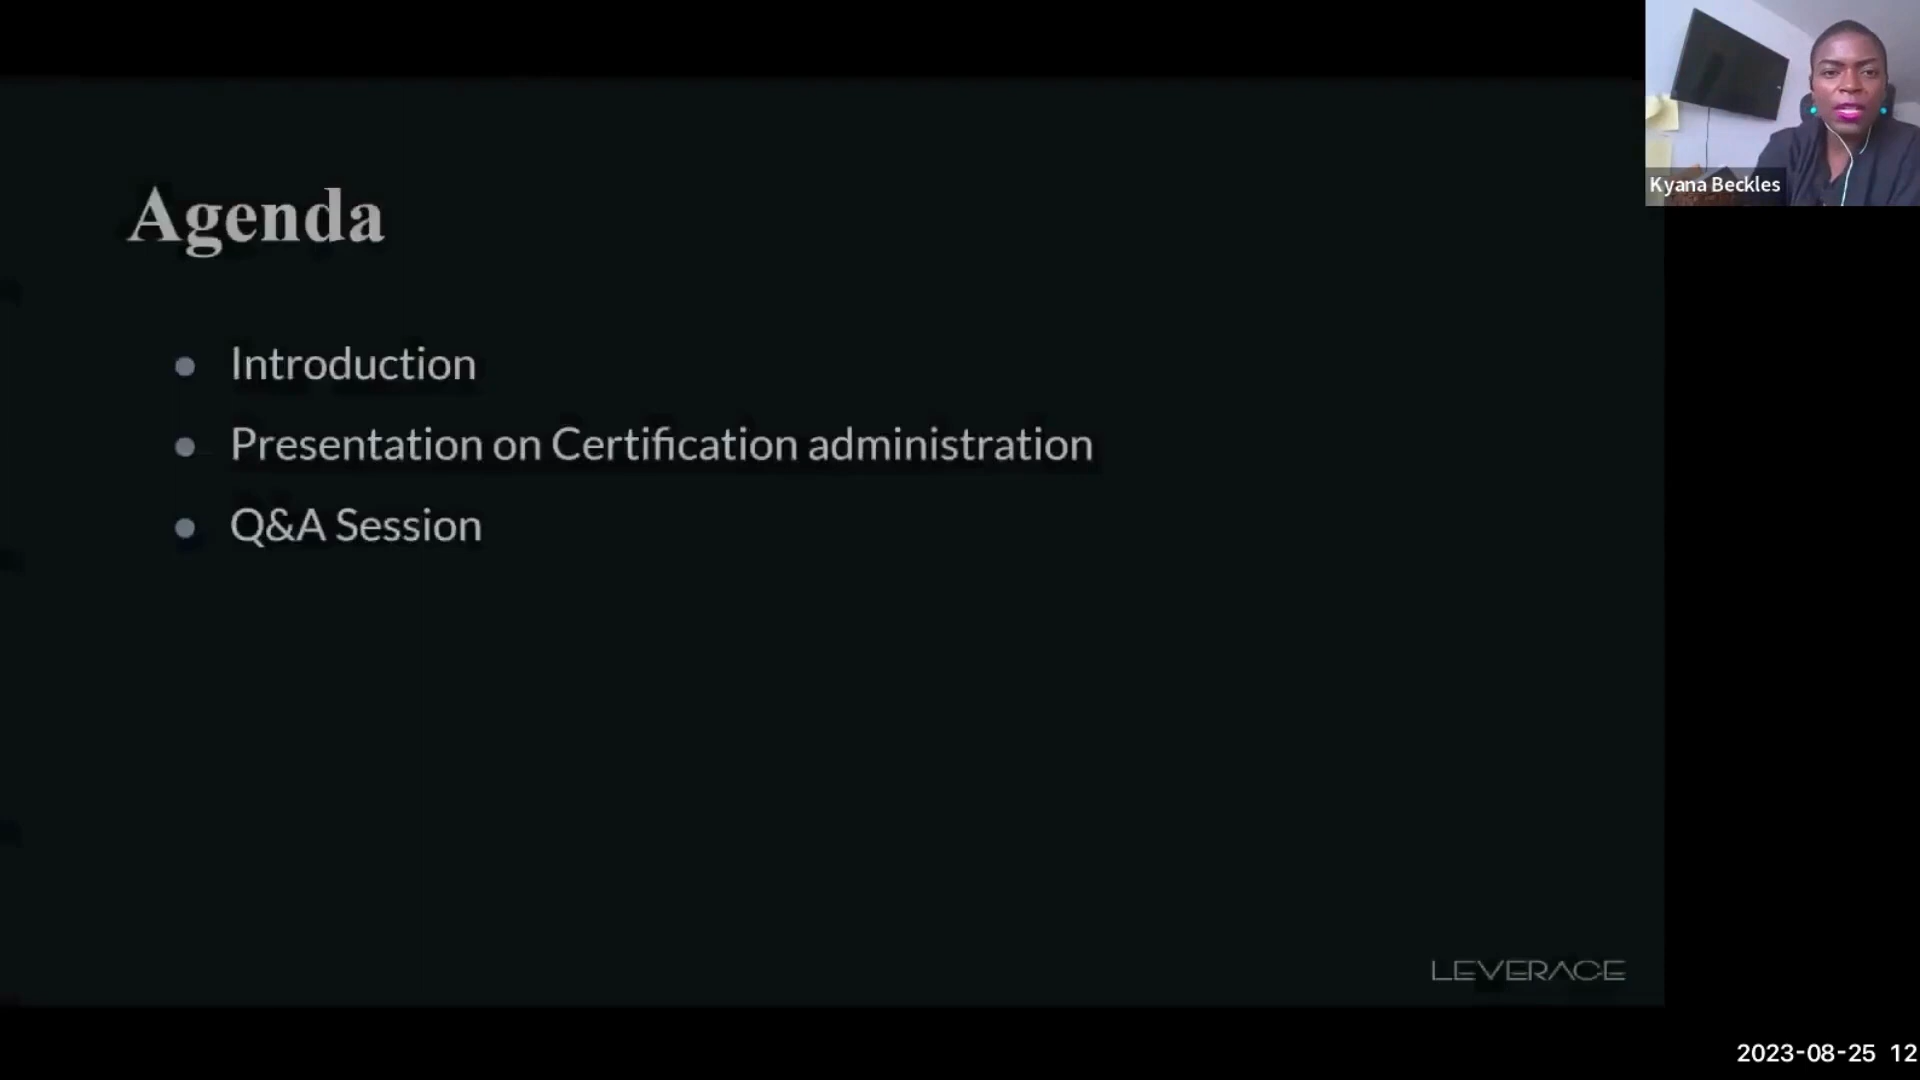 Agenda
Introduction
Presentation on Certification administration
Q&A Session
Kyana Beckles
LEVERAGE
2023-08-25 12